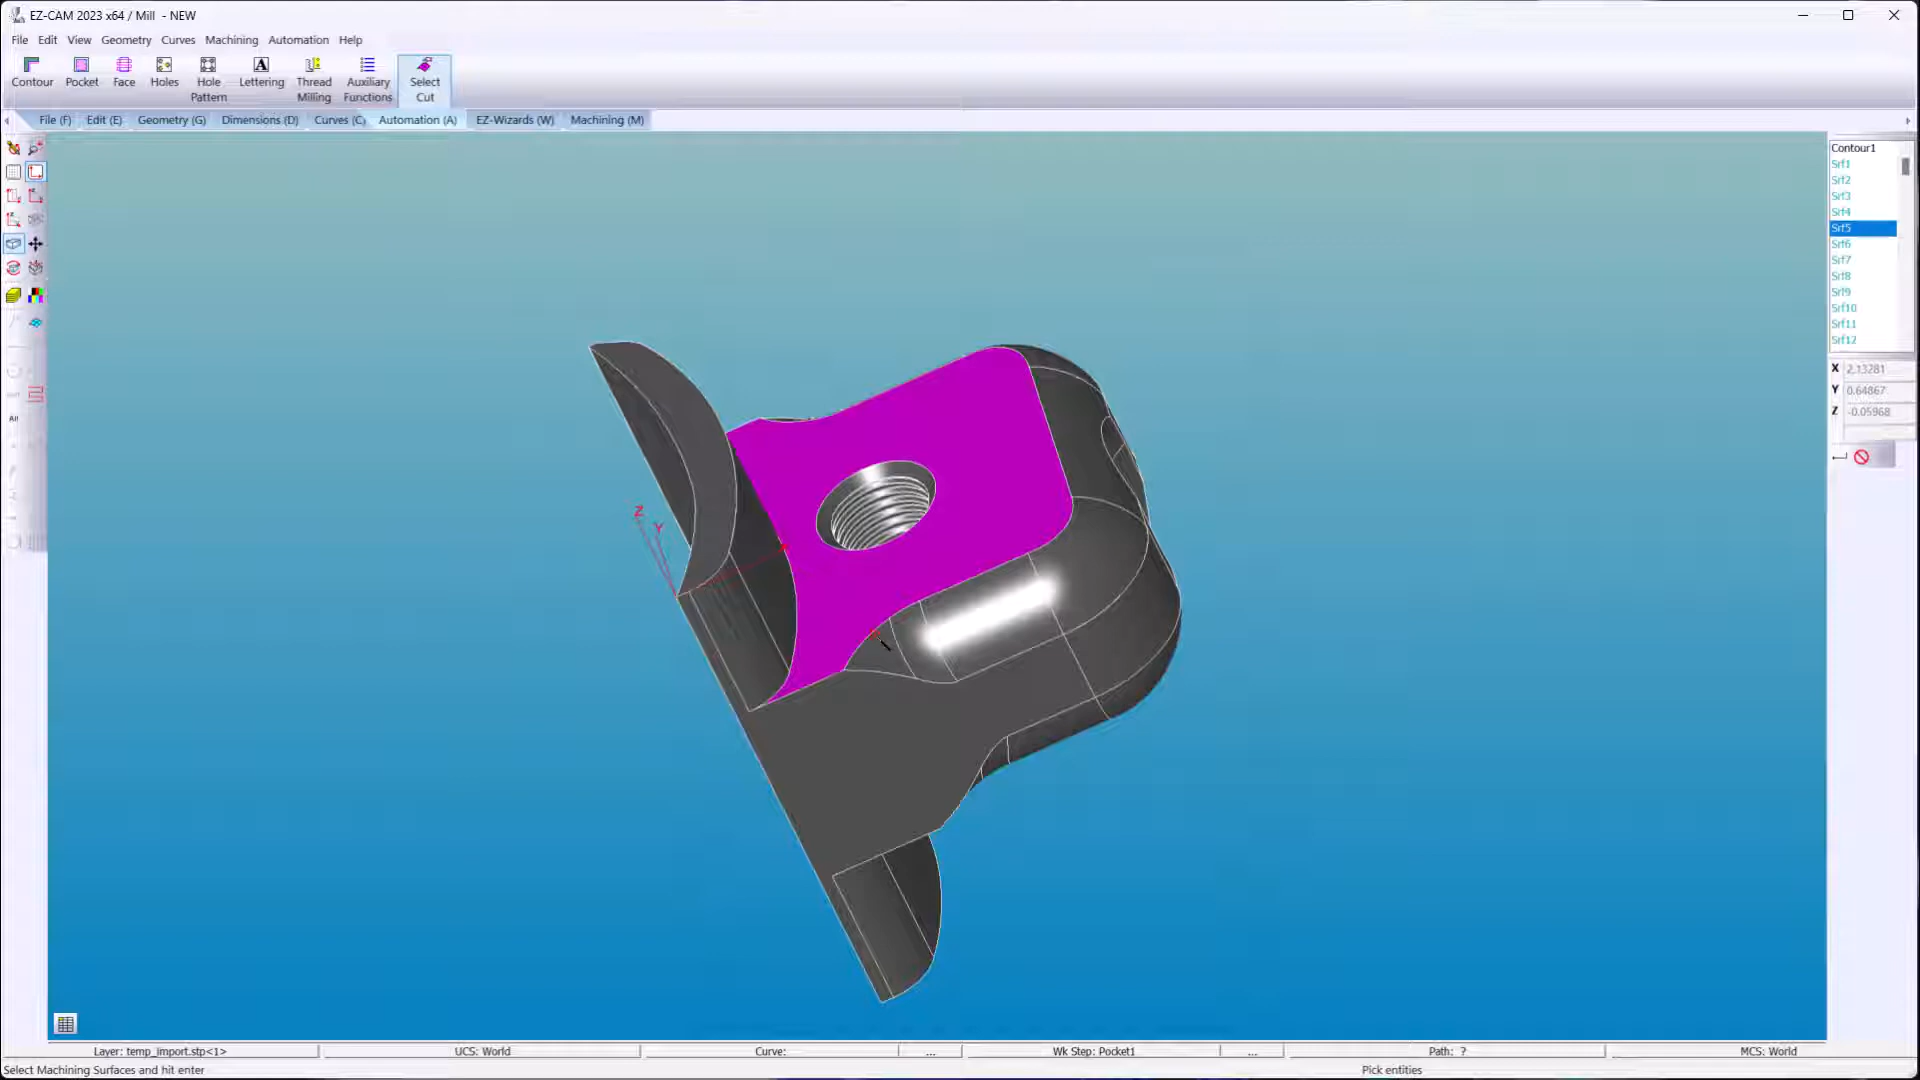 EZ-CAM 2023 x64 / Mill - NEW
File Edit View Geometry Curves Machining Automation Help
Contour Pocket Face Holes Hole Pattern Lettering Thread Milling Auxiliary Functions Select Cut
File (F) Edit (E) Geometry (G) Dimensions (D) Curves (C) Automation (A) EZ-Wizards (W) Machining (M)
Contour1
Srf1
Srf2
Srf3
Srf4
Srf5
Srf6
Srf7
Srf8
Srf9
Srf10
Srf11
Srf12
X 2.13281
Y 0.64867
Z -0.05968
All
Z
Y
Layer: temp_import.stp<1> UCS: World Curve: ... Wk Step: Pocket1 ... Path: ? MCS: World
Select Machining Surfaces and hit enter Pick entities